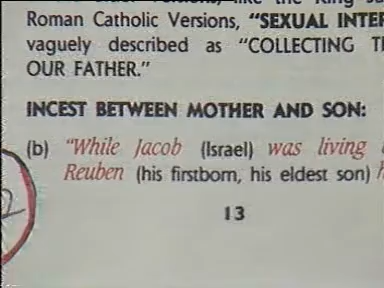 Roman Catholic Versions, "SEXUAL
vaguely described as "COLLECTING
OUR FATHER."
INCEST BETWEEN MOTHER AND SON:
(b) "While Jacob (Israel) was living
Reuben (his firstborn, his eldest son)
13